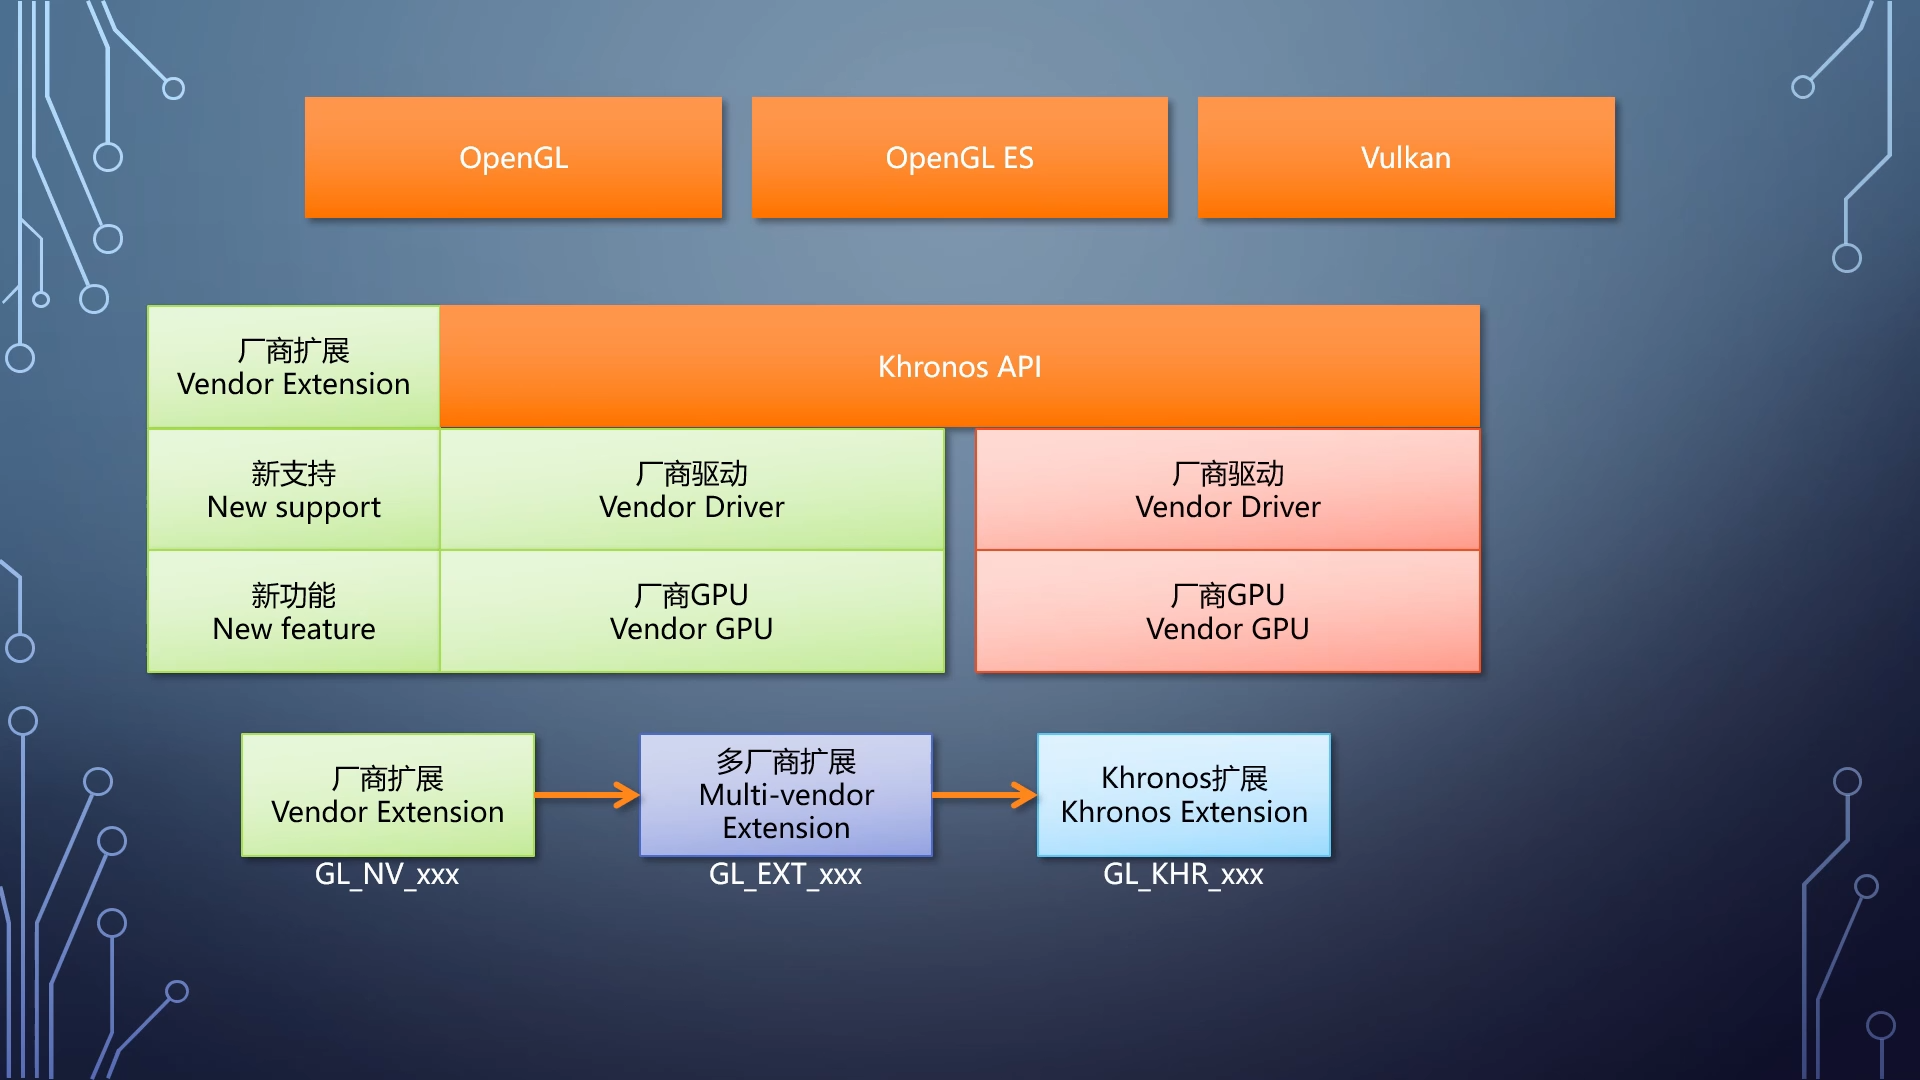 OpenGL
OpenGL ES
Vulkan
厂商扩展
Vendor Extension
Khronos API
新支持
New support
厂商驱动
Vendor Driver
厂商驱动
Vendor Driver
新功能
New feature
厂商GPU
Vendor GPU
厂商GPU
Vendor GPU
厂商扩展
Vendor Extension
GL_NV_xxx
多厂商扩展
Multi-vendor
Extension
GL_EXT_xxx
Khronos扩展
Khronos Extension
GL_KHR_xxx